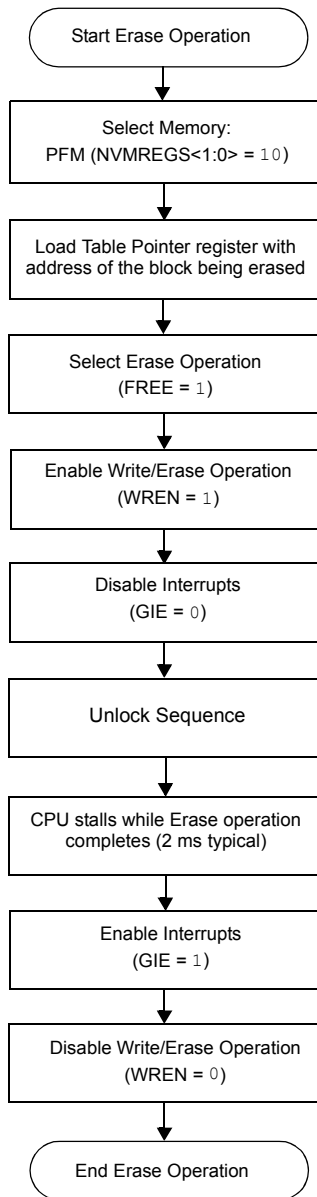 Start Erase Operation
Select Memory:
PFM (NVMREGS<1:0> = 10)
Load Table Pointer register with
address of the block being erased
Select Erase Operation
(FREE = 1)
Enable Write/Erase Operation
(WREN = 1)
Disable Interrupts
(GIE = 0)
Unlock Sequence
CPU stalls while Erase operation
completes (2 ms typical)
Enable Interrupts
(GIE = 1)
Disable Write/Erase Operation
(WREN = 0)
End Erase Operation